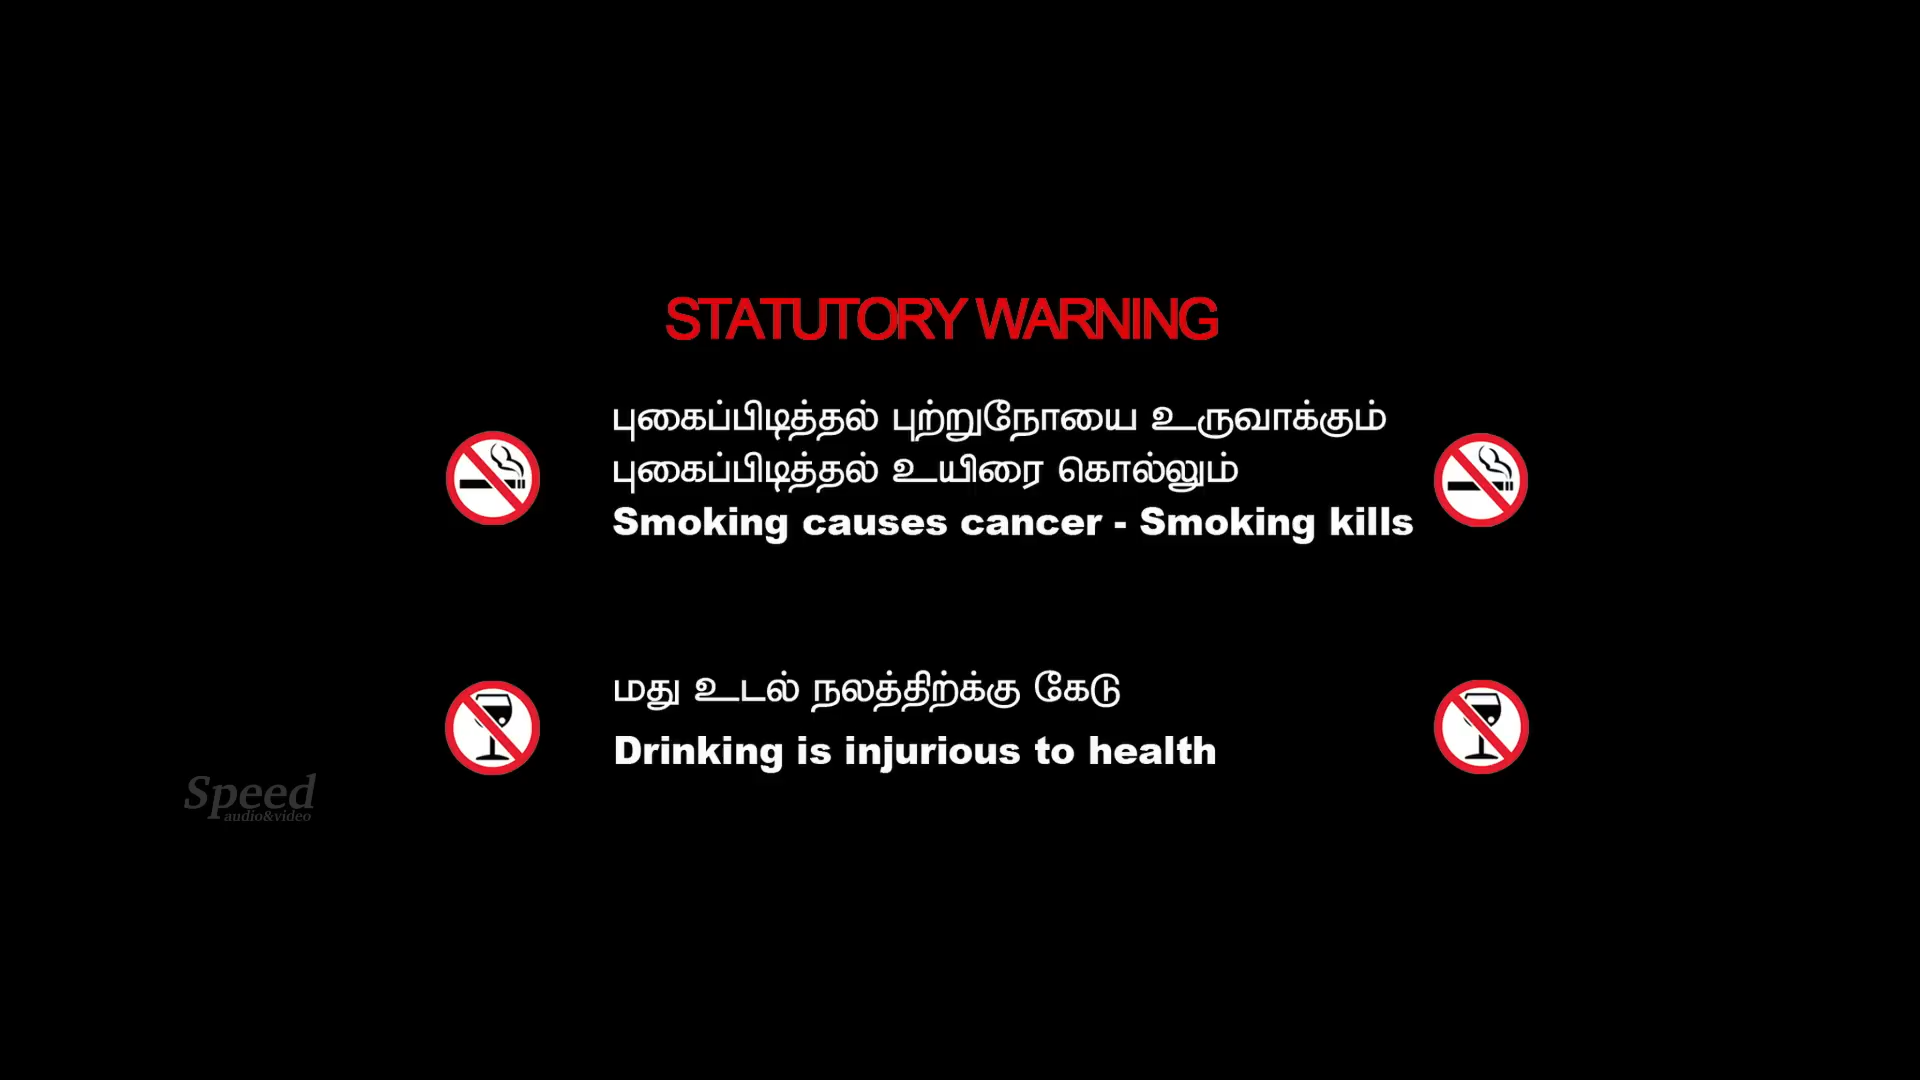 STATUTORY WARNING
புகைப்பிடித்தல் புற்றுநோயை உருவாக்கும்
புகைப்பிடித்தல் உயிரை கொல்லும்
Smoking causes cancer - Smoking kills
மது உடல் நலத்திற்க்கு கேடு
Drinking is injurious to health
Speed
audio&video